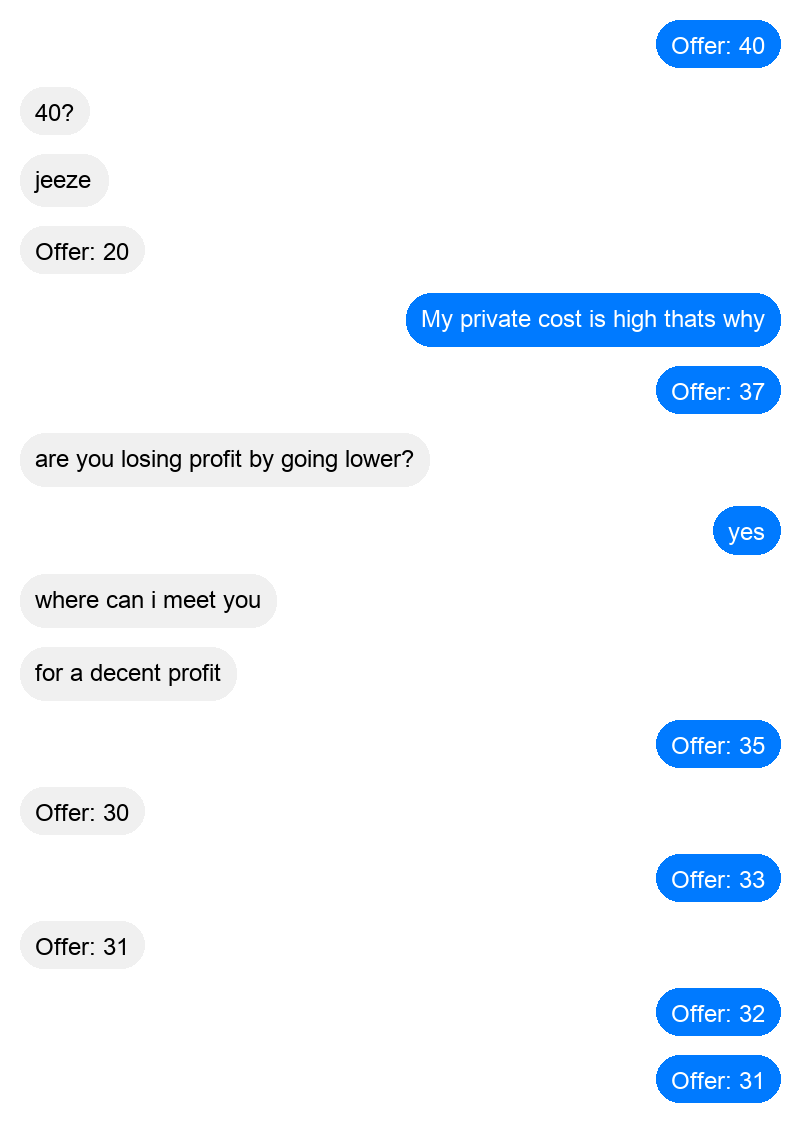 Offer: 40
40?
jeeze
Offer: 20
My private cost is high thats why
Offer: 37
are you losing profit by going lower?
yes
where can i meet you
for a decent profit
Offer: 35
Offer: 30
Offer: 33
Offer: 31
Offer: 32
Offer: 31